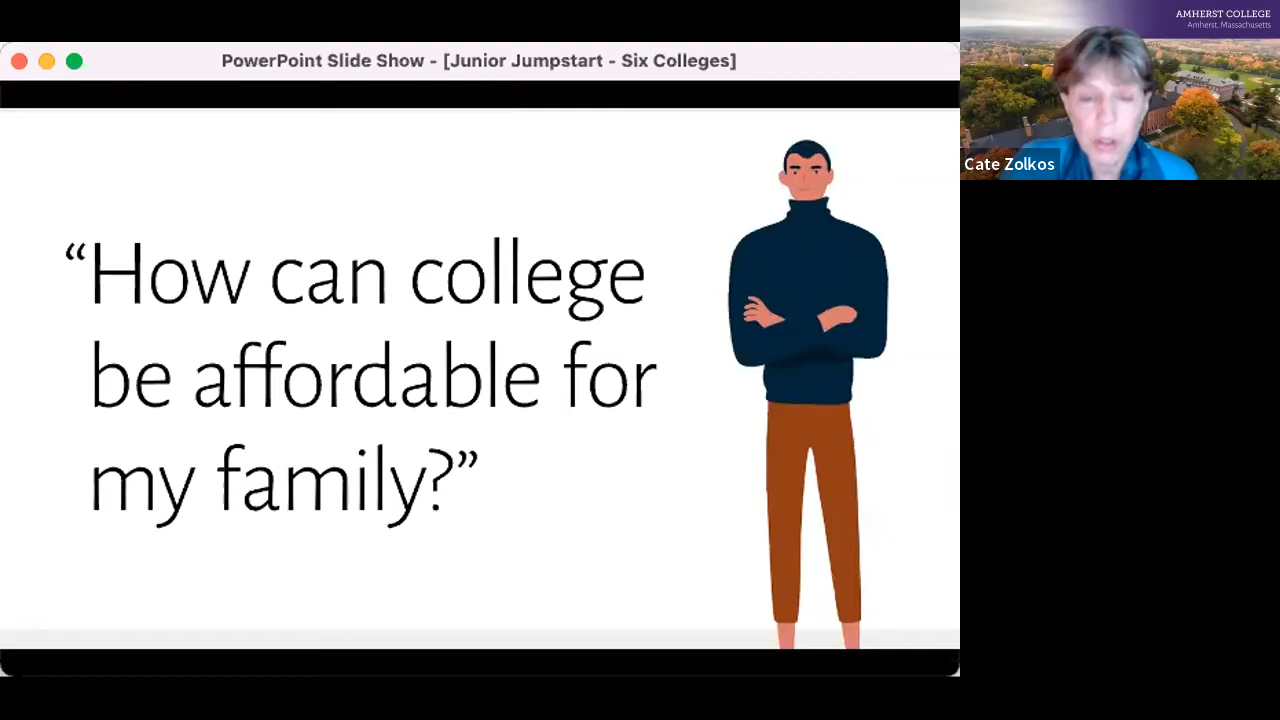 PowerPoint Slide Show - [Junior Jumpstart - Six Colleges]
“How can college
be affordable for
my family?”
AMHERST COLLEGE
Amherst, Massachusetts
Cate Zolkos